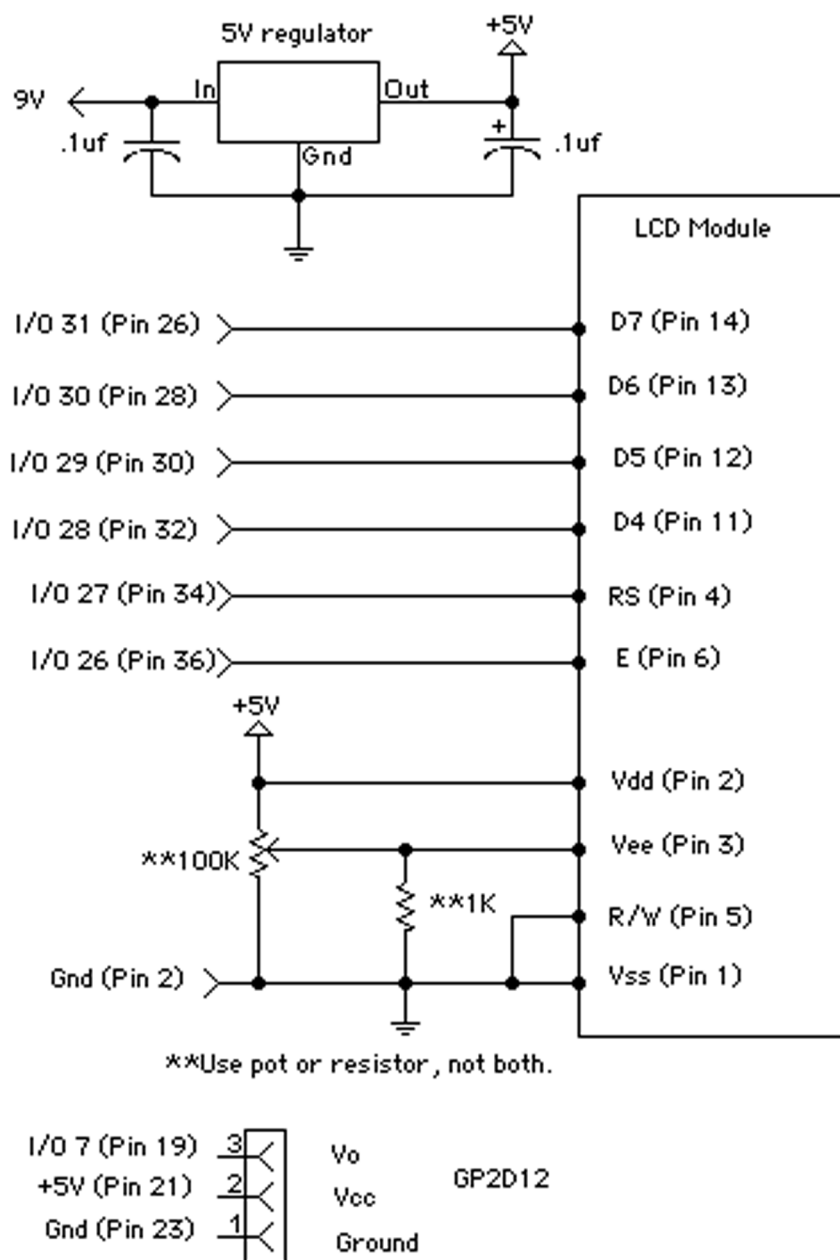 5V regulator
+5V
9V
In
Out
.1uf
Gnd
+
.1uf
LCD Module
I/O 31 (Pin 26)
D7 (Pin 14)
I/O 30 (Pin 28)
D6 (Pin 13)
I/O 29 (Pin 30)
D5 (Pin 12)
I/O 28 (Pin 32)
D4 (Pin 11)
I/O 27 (Pin 34)
RS (Pin 4)
I/O 26 (Pin 36)
E (Pin 6)
+5V
Vdd (Pin 2)
**100K
Vee (Pin 3)
**1K
R/W (Pin 5)
Gnd (Pin 2)
Vss (Pin 1)
**Use pot or resistor, not both.
I/O 7 (Pin 19)
3
Vo
+5V (Pin 21)
2
Vcc
GP2D12
Gnd (Pin 23)
1
Ground